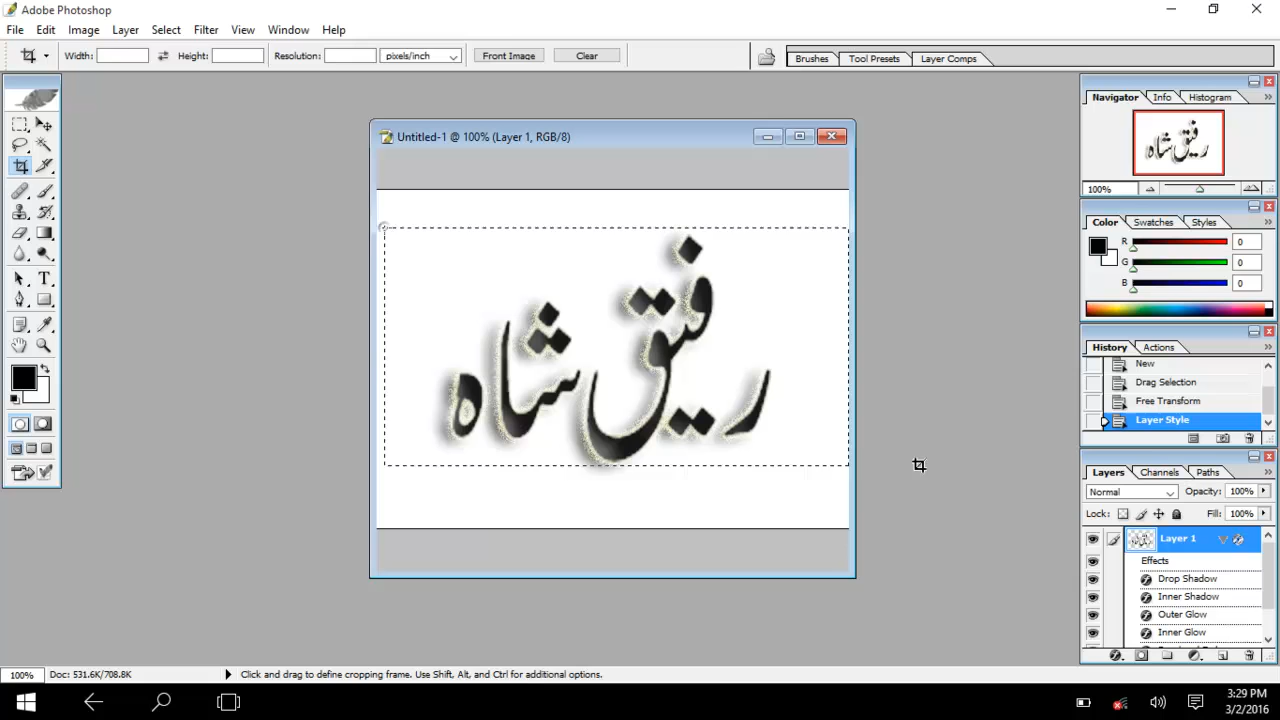 Adobe Photoshop
File Edit Image Layer Select Filter View Window Help
Width: Height: Resolution: pixels/inch Front Image Clear Brushes Tool Presets Layer Comps
Untitled-1 @ 100% (Layer 1, RGB/8)
رفیق شاہ
Navigator Info Histogram
رفیق شاہ
100%
Color Swatches Styles
R 0
G 0
B 0
History Actions
New
Drag Selection
Free Transform
Layer Style
Layers Channels Paths
Normal Opacity: 100%
Lock: Fill: 100%
Layer 1
Effects
Drop Shadow
Inner Shadow
Outer Glow
Inner Glow
100% Doc: 531.6K/708.8K Click and drag to define cropping frame. Use Shift, Alt, and Ctrl for additional options.
3:29 PM
3/2/2016